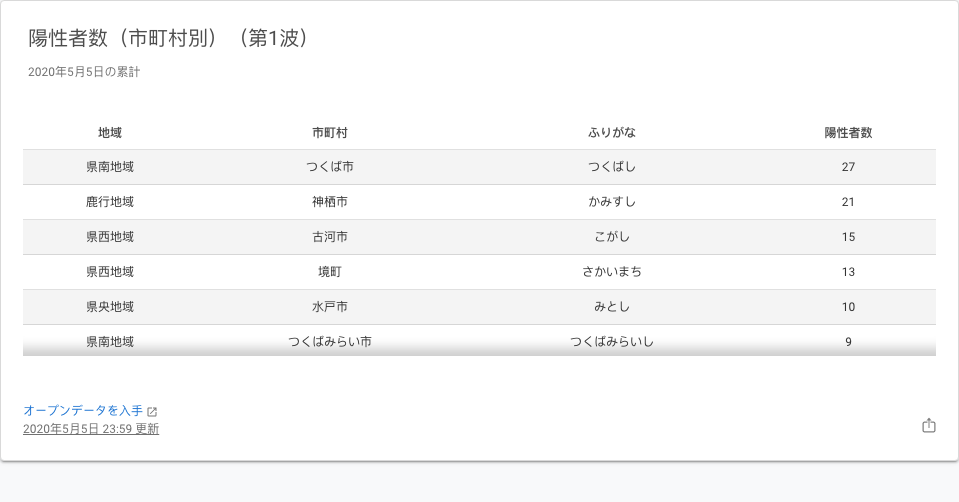 陽性者数（市町村別）（第1波）
2020年5月5日の累計
地域 市町村 ふりがな 陽性者数
県南地域 つくば市 つくばし 27
鹿行地域 神栖市 かみすし 21
県西地域 古河市 こがし 15
県西地域 境町 さかいまち 13
県央地域 水戸市 みとし 10
県南地域 つくばみらい市 つくばみらいし 9
オープンデータを入手
2020年5月5日 23:59 更新